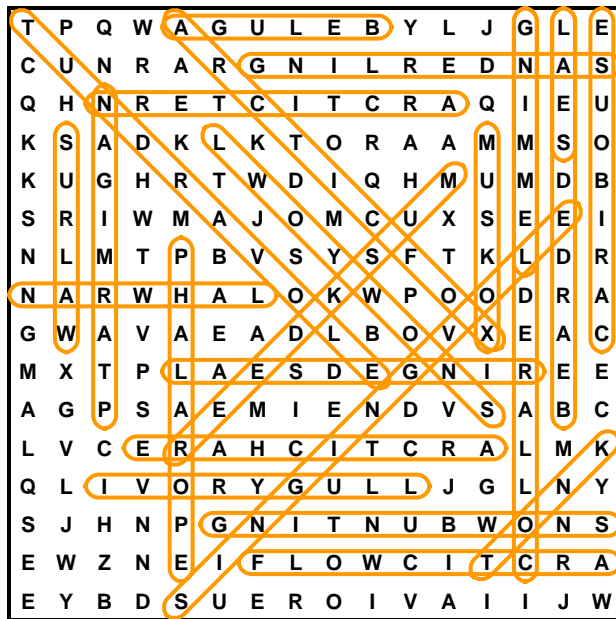 T P Q W A G U L E B Y L J G L E
C U N R A R G N I L R E D N A S
Q H N R E T C I T C R A Q I E U
K S A D K L K T O R A A M M S O
K U G H R T W D I Q H M U M D B
S R I W M A J O M C U X S E E I
N L M T P B V S Y S F T K L D R
N A R W H A L O K W P O O D R A
G W A V A E A D L B O V X E A C
M X T P L A E S D E G N I R E E
A G P S A E M I E N D V S A B C
L V C E R A H C I T C R A L M K
Q L I V O R Y G U L L J G L N Y
S J H N P G N I T N U B W O N S
E W Z N E I F L O W C I T C R A
E Y B D S U E R O I V A I I J W